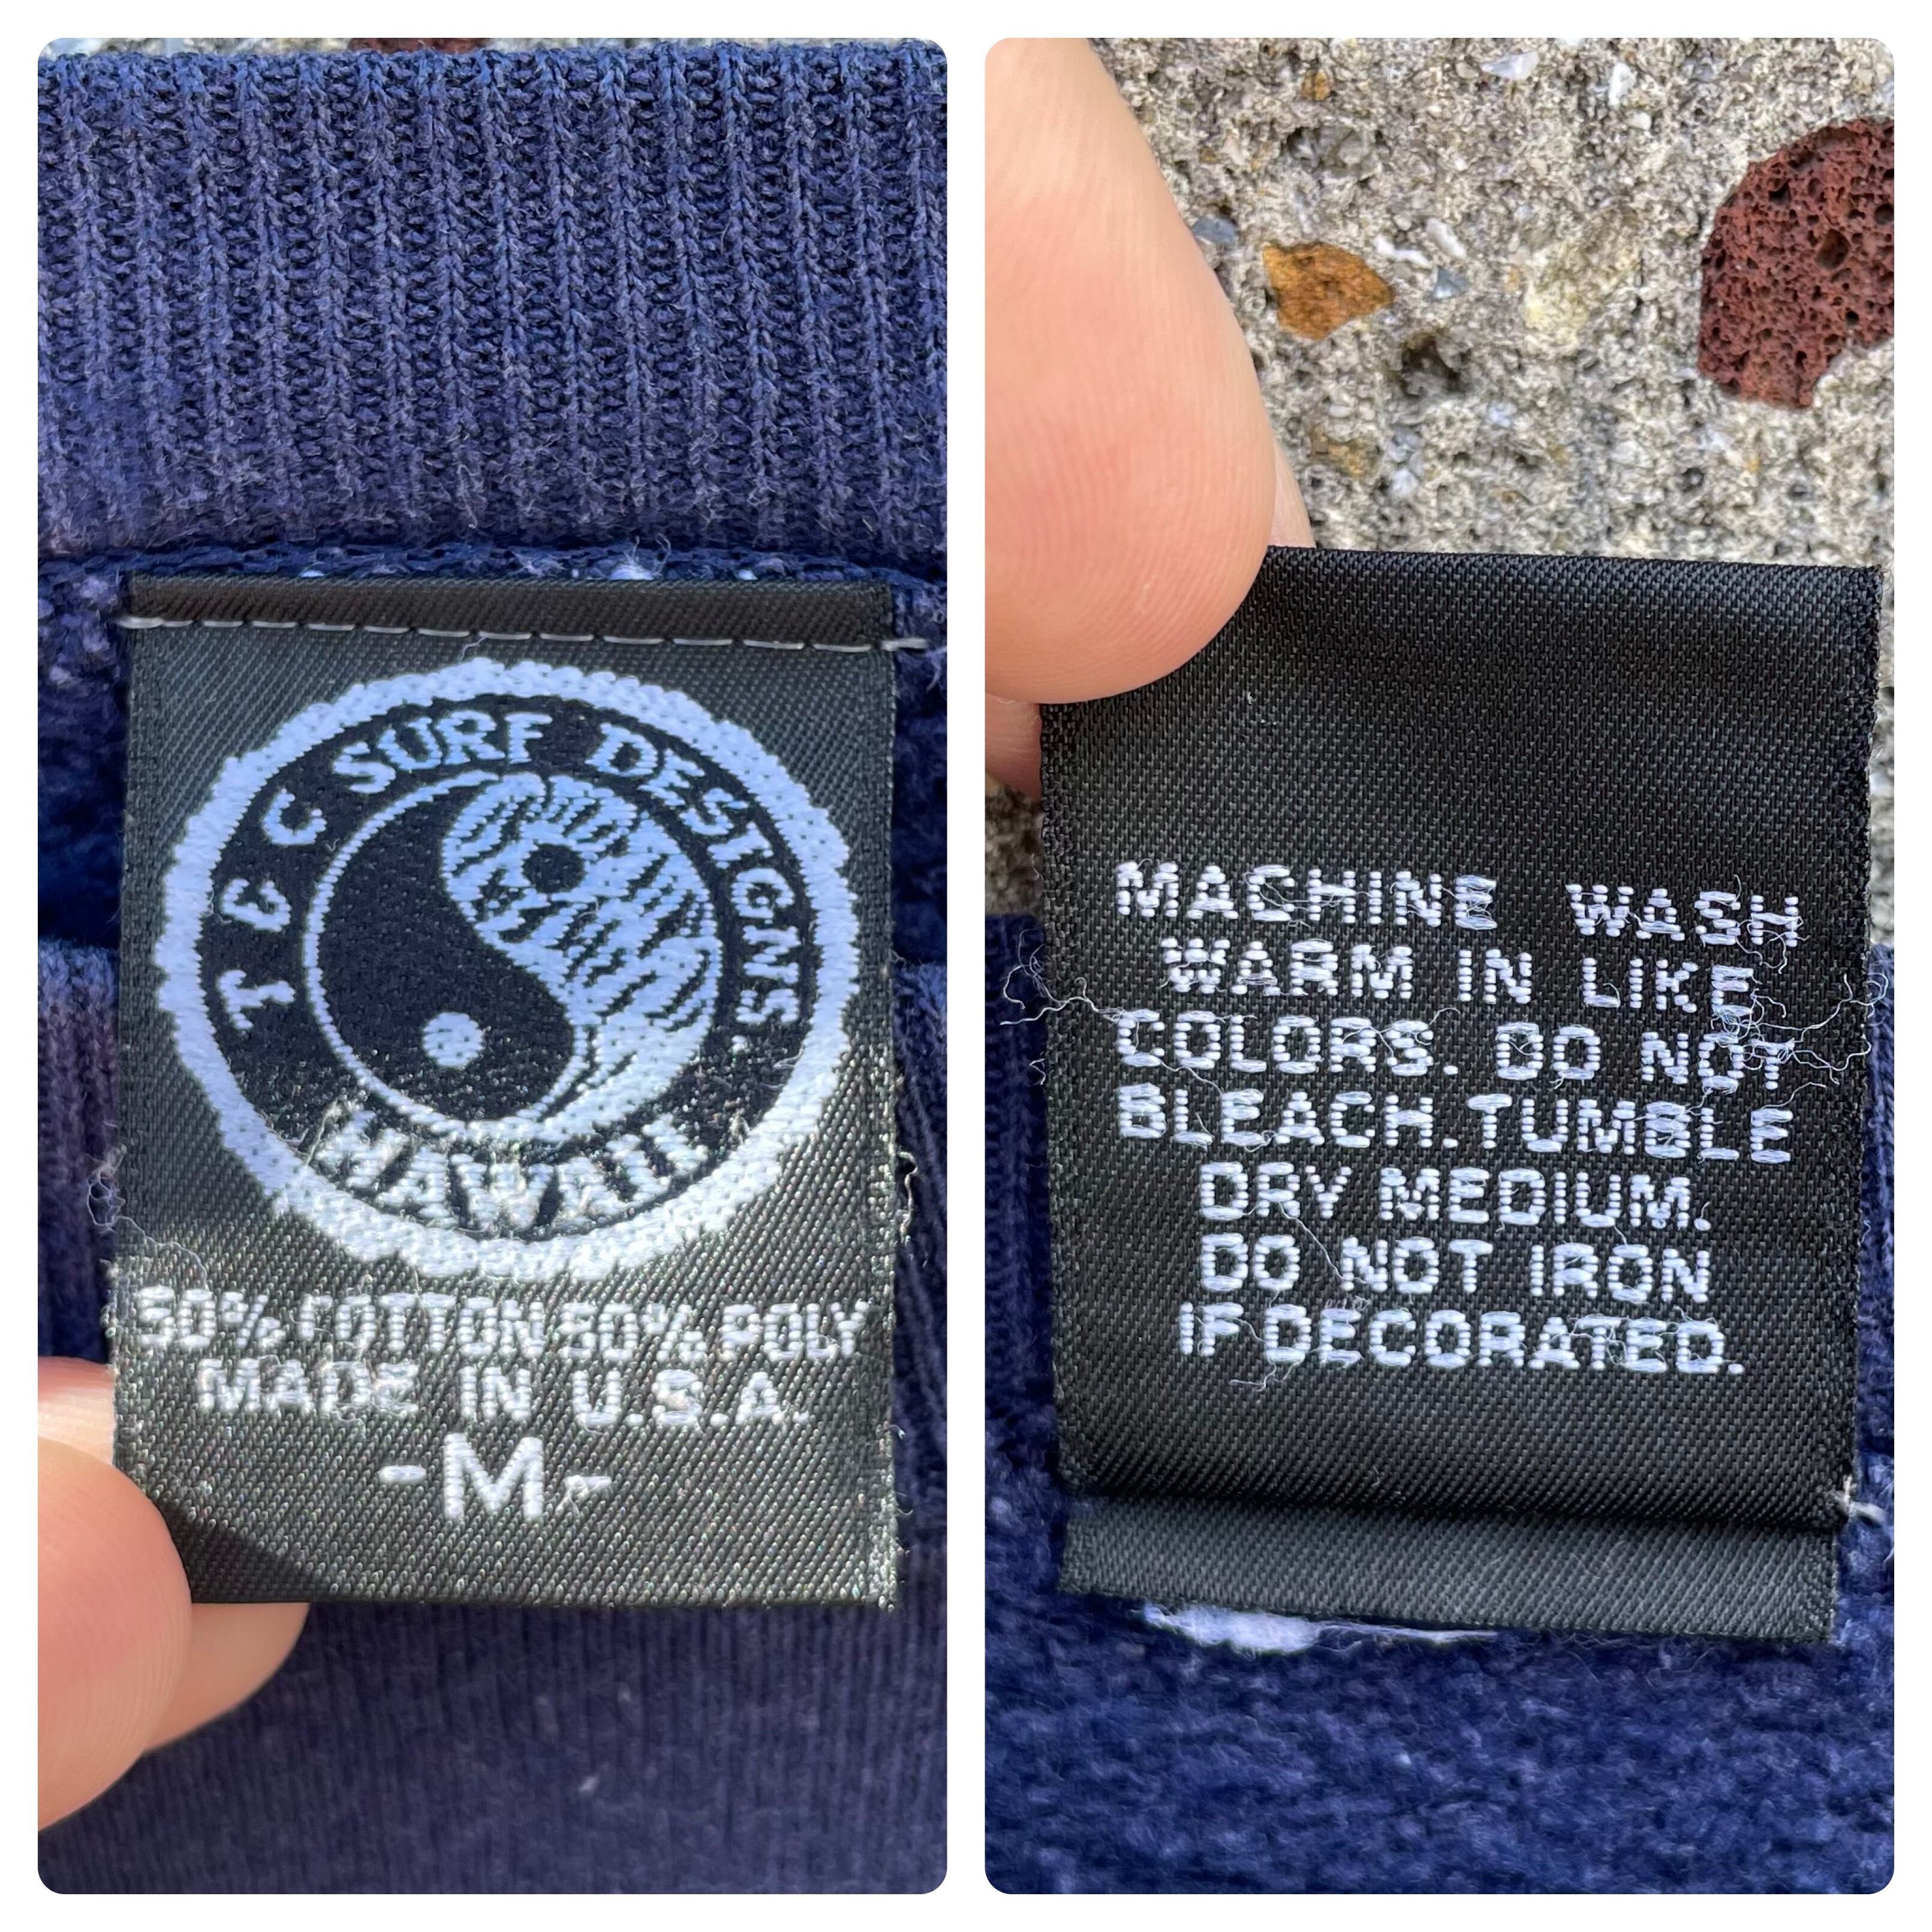 T & C SURF DESIGNS.
HAWAII
50% COTTON 50% POLY
MADE IN U.S.A.
-M-
MACHINE WASH
WARM IN LIKE
COLORS. DO NOT
BLEACH. TUMBLE
DRY MEDIUM.
DO NOT IRON
IF DECORATED.